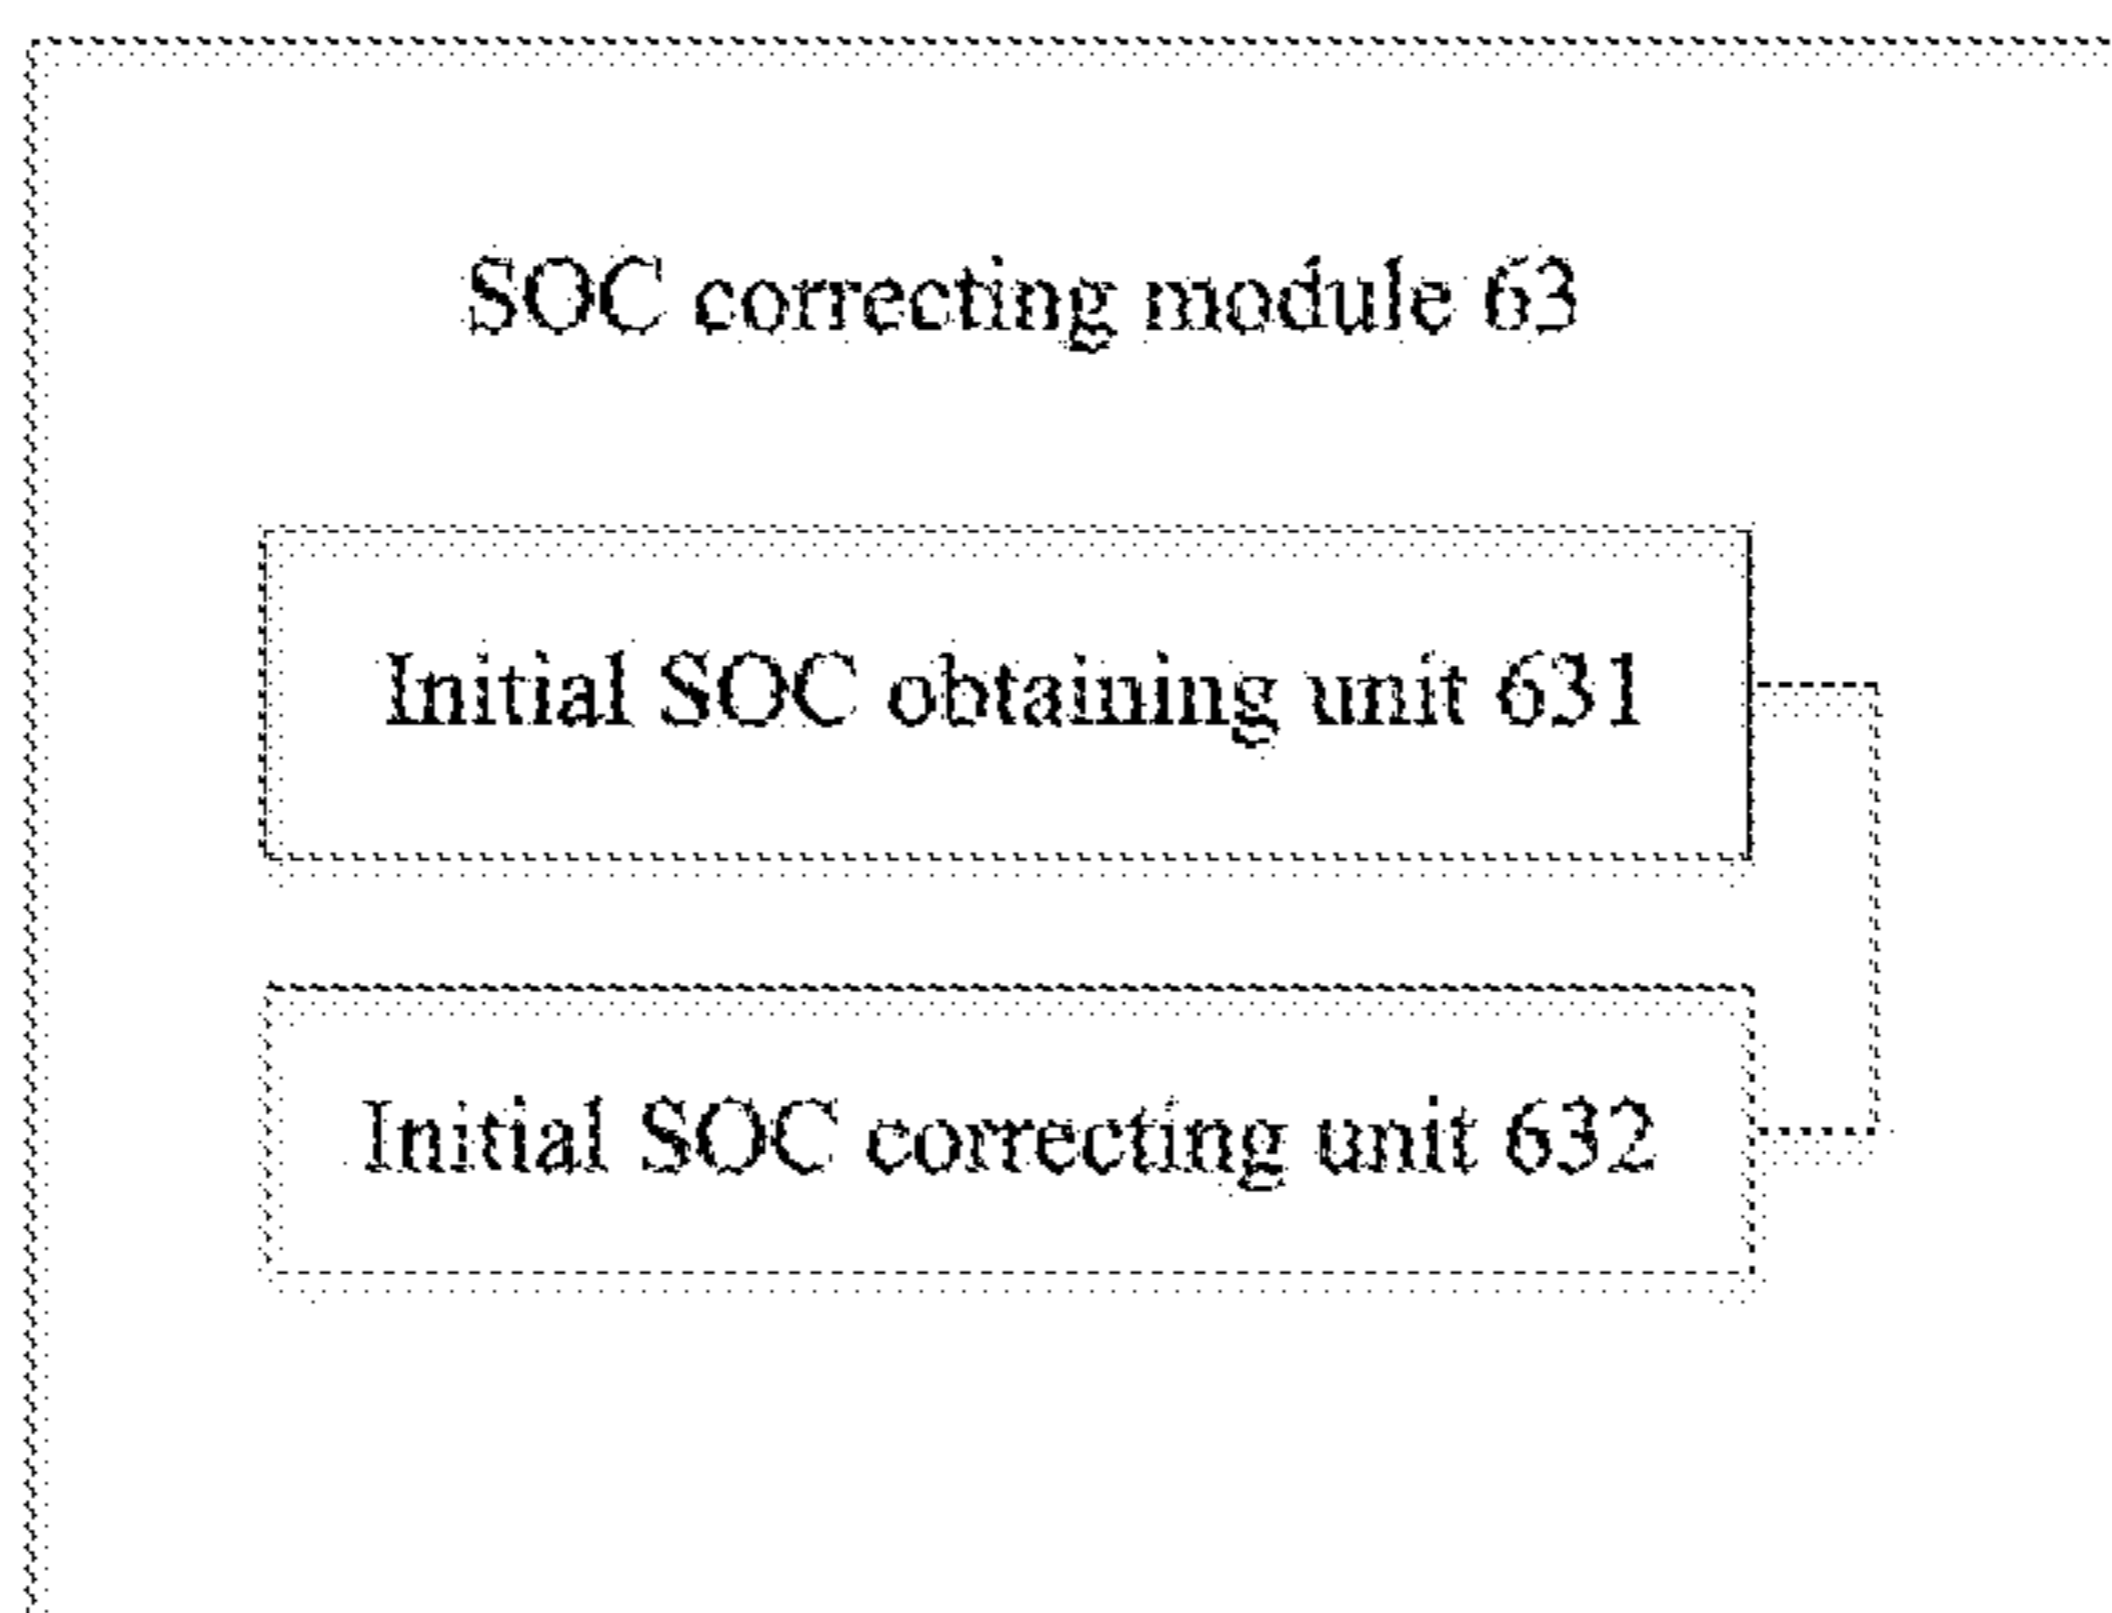 SOC correcting module 63
Initial SOC obtaining unit 631
Initial SOC correcting unit 632